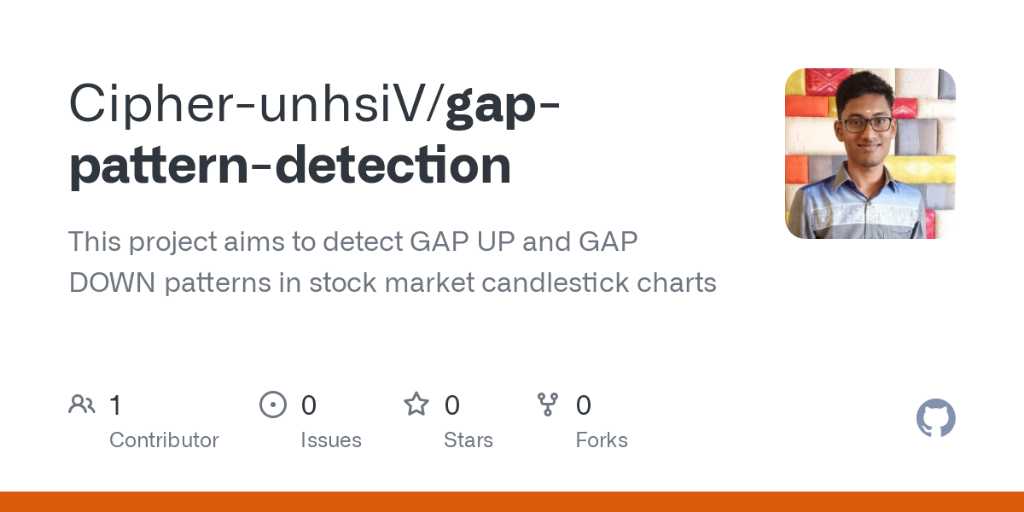 Cipher-unhsiV/gap-
pattern-detection
This project aims to detect GAP UP and GAP
DOWN patterns in stock market candlestick charts
1
Contributor
0
Issues
0
Stars
0
Forks